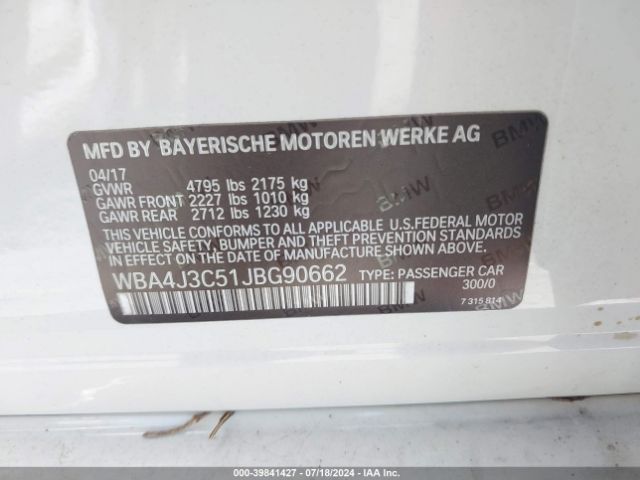 MFD BY BAYERISCHE MOTOREN WERKE AG
04/17
GVWR 4795 lbs 2175 kg
GAWR FRONT 2227 lbs 1010 kg
GAWR REAR 2712 lbs 1230 kg
THIS VEHICLE CONFORMS TO ALL APPLICABLE U.S.FEDERAL MOTOR
VEHICLE SAFETY, BUMPER AND THEFT PREVENTION STANDARDS IN
EFFECT ON THE DATE OF MANUFACTURE SHOWN ABOVE.
WBA4J3C51JBG90662 TYPE: PASSENGER CAR
300/0
7 315 814
000-39841427 - 07/18/2024 - IAA Inc.